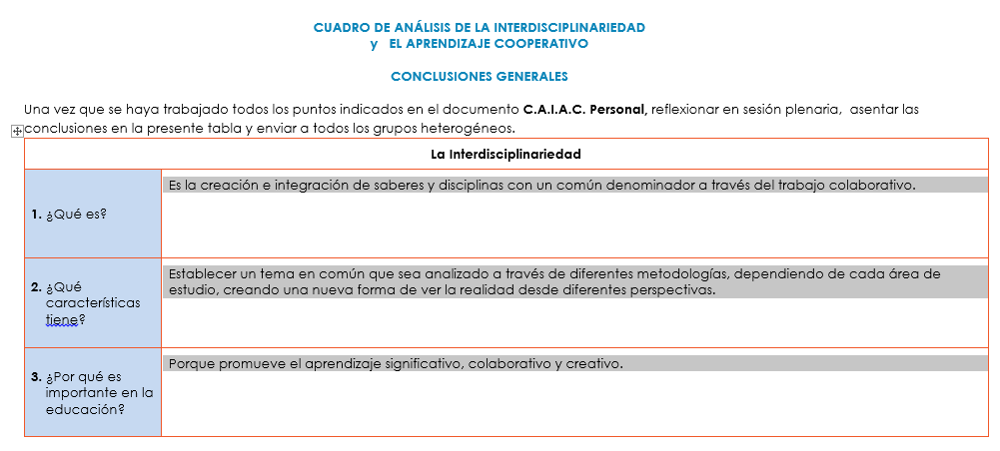 CUADRO DE ANÁLISIS DE LA INTERDISCIPLINARIEDAD
y EL APRENDIZAJE COOPERATIVO
CONCLUSIONES GENERALES
Una vez que se haya trabajado todos los puntos indicados en el documento C.A.I.A.C. Personal, reflexionar en sesión plenaria, asentar las
conclusiones en la presente tabla y enviar a todos los grupos heterogéneos.
La Interdisciplinariedad
1. ¿Qué es?
Es la creación e integración de saberes y disciplinas con un común denominador a través del trabajo colaborativo.
2. ¿Qué
características
tiene?
Establecer un tema en común que sea analizado a través de diferentes metodologías, dependiendo de cada área de
estudio, creando una nueva forma de ver la realidad desde diferentes perspectivas.
3. ¿Por qué es
importante en la
educación?
Porque promueve el aprendizaje significativo, colaborativo y creativo.